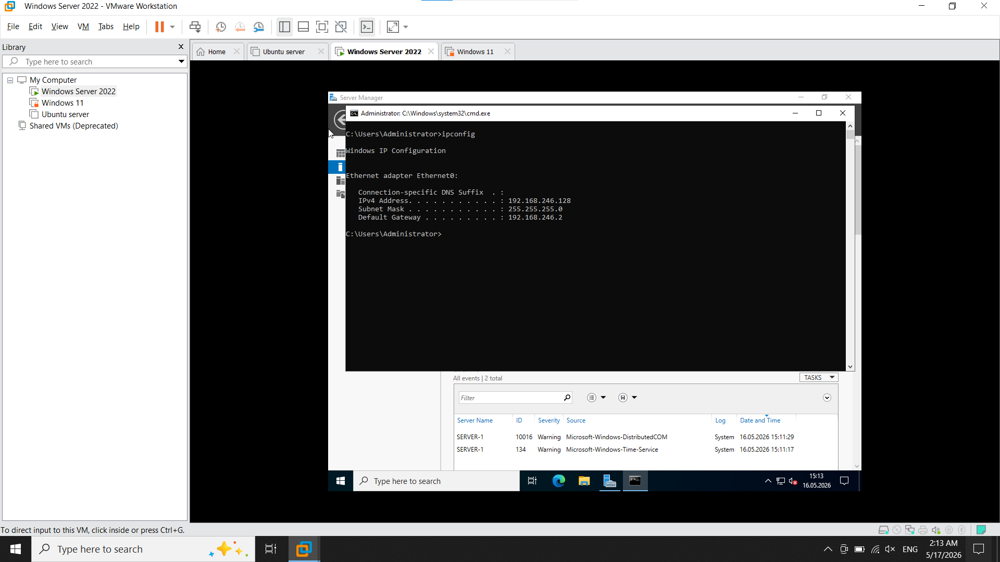 Windows Server 2022 - VMware Workstation
File Edit View VM Tabs Help
Library
Type here to search
My Computer
Windows Server 2022
Windows 11
Ubuntu server
Shared VMs (Deprecated)
Home
Ubuntu server
Windows Server 2022
Windows 11
Server Manager
Administrator: C:\Windows\system32\cmd.exe
C:\Users\Administrator>ipconfig
Windows IP Configuration
Ethernet adapter Ethernet0:
Connection-specific DNS Suffix  . :
IPv4 Address. . . . . . . . . . . : 192.168.246.128
Subnet Mask . . . . . . . . . . . : 255.255.255.0
Default Gateway . . . . . . . . . : 192.168.246.2
C:\Users\Administrator>
All events | 2 total
TASKS
Filter
Server Name ID Severity Source Log Date and Time
SERVER-1 10016 Warning Microsoft-Windows-DistributedCOM System 16.05.2026 15:11:29
SERVER-1 134 Warning Microsoft-Windows-Time-Service System 16.05.2026 15:11:17
Type here to search
15:13
16.05.2026
To direct input to this VM, click inside or press Ctrl+G.
Type here to search
ENG
2:13 AM
5/17/2026